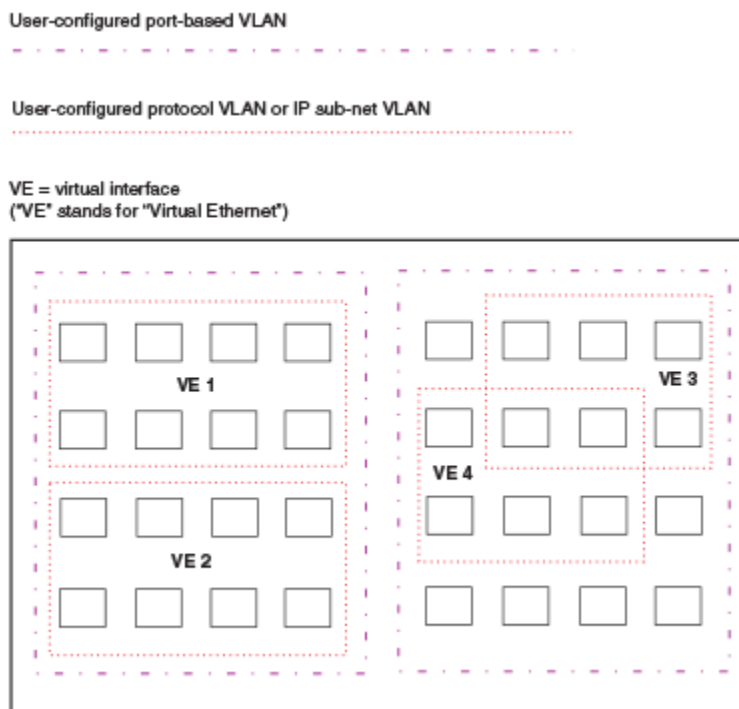 User-configured port-based VLAN
User-configured protocol VLAN or IP sub-net VLAN
VE = virtual interface
("VE" stands for "Virtual Ethernet")
VE 1
VE 2
VE 3
VE 4